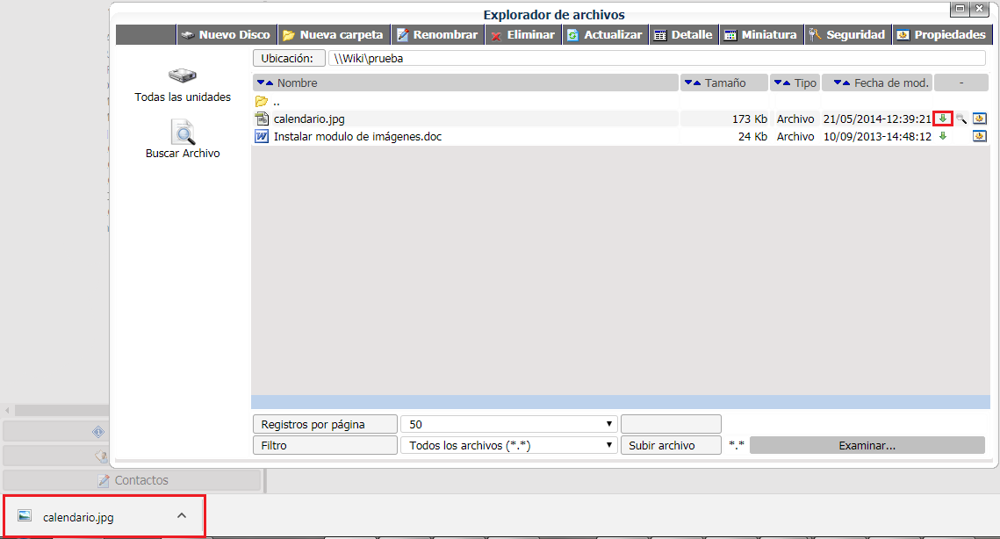 Explorador de archivos
Nuevo Disco Nueva carpeta Renombrar Eliminar Actualizar Detalle Miniatura Seguridad Propiedades
Ubicación: \\Wiki\prueba
Todas las unidades
Buscar Archivo
Nombre Tamaño Tipo Fecha de mod. -
..
calendario.jpg 173 Kb Archivo 21/05/2014-12:39:21
Instalar modulo de imágenes.doc 24 Kb Archivo 10/09/2013-14:48:12
Registros por página 50
Filtro Todos los archivos (*.*) Subir archivo *.* Examinar...
Contactos
calendario.jpg